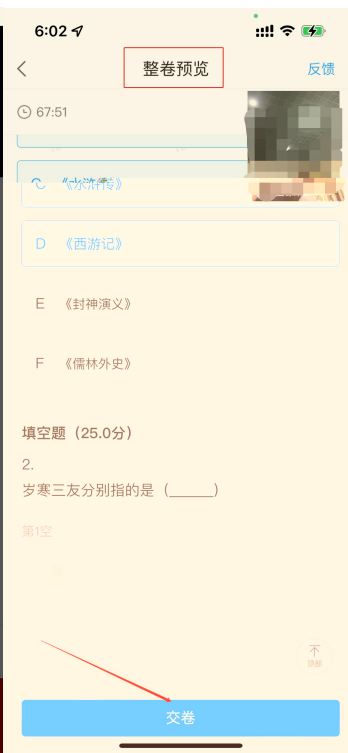 6:02
整卷预览
反馈
67:51
C 《水浒传》
D 《西游记》
E 《封神演义》
F 《儒林外史》
填空题（25.0分）
2.
岁寒三友分别指的是（_____）
第1空
顶部
交卷